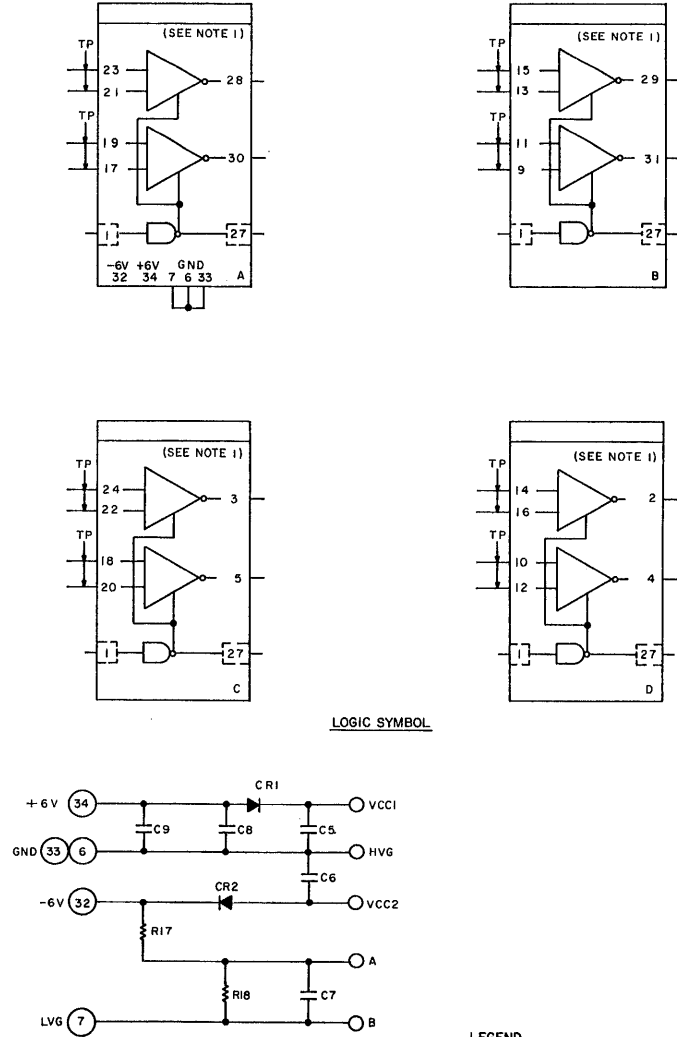 (SEE NOTE 1)
TP
23
28
21
TP
19
30
17
1
27
-6V +6V GND
32 34 7 6 33 A
(SEE NOTE 1)
TP
15
29
13
TP
11
31
9
1
27
B
(SEE NOTE 1)
TP
24
3
22
TP
18
5
20
1
27
C
(SEE NOTE 1)
TP
14
2
16
TP
10
4
12
1
27
D
LOGIC SYMBOL
CR1
+6V 34 VCC1
C9 C8 C5
GND 33 6 HVG
C6
CR2
-6V 32 VCC2
R17
A
R18 C7
LVG 7 B
LEGEND